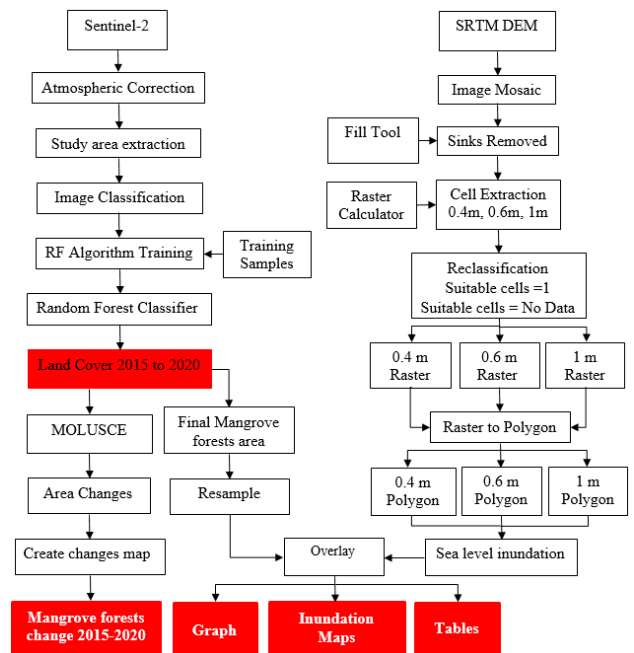 Sentinel-2
Atmospheric Correction
Study area extraction
Image Classification
RF Algorithm Training
Training
Samples
Random Forest Classifier
Land Cover 2015 to 2020
MOLUSCE
Final Mangrove
forests area
Area Changes
Resample
Create changes map
Mangrove forests
change 2015-2020
SRTM DEM
Image Mosaic
Fill Tool
Sinks Removed
Raster
Calculator
Cell Extraction
0.4m, 0.6m, 1m
Reclassification
Suitable cells =1
Suitable cells = No Data
0.4 m
Raster
0.6 m
Raster
1 m
Raster
Raster to Polygon
0.4 m
Polygon
0.6 m
Polygon
1 m
Polygon
Sea level inundation
Overlay
Graph
Inundation
Maps
Tables